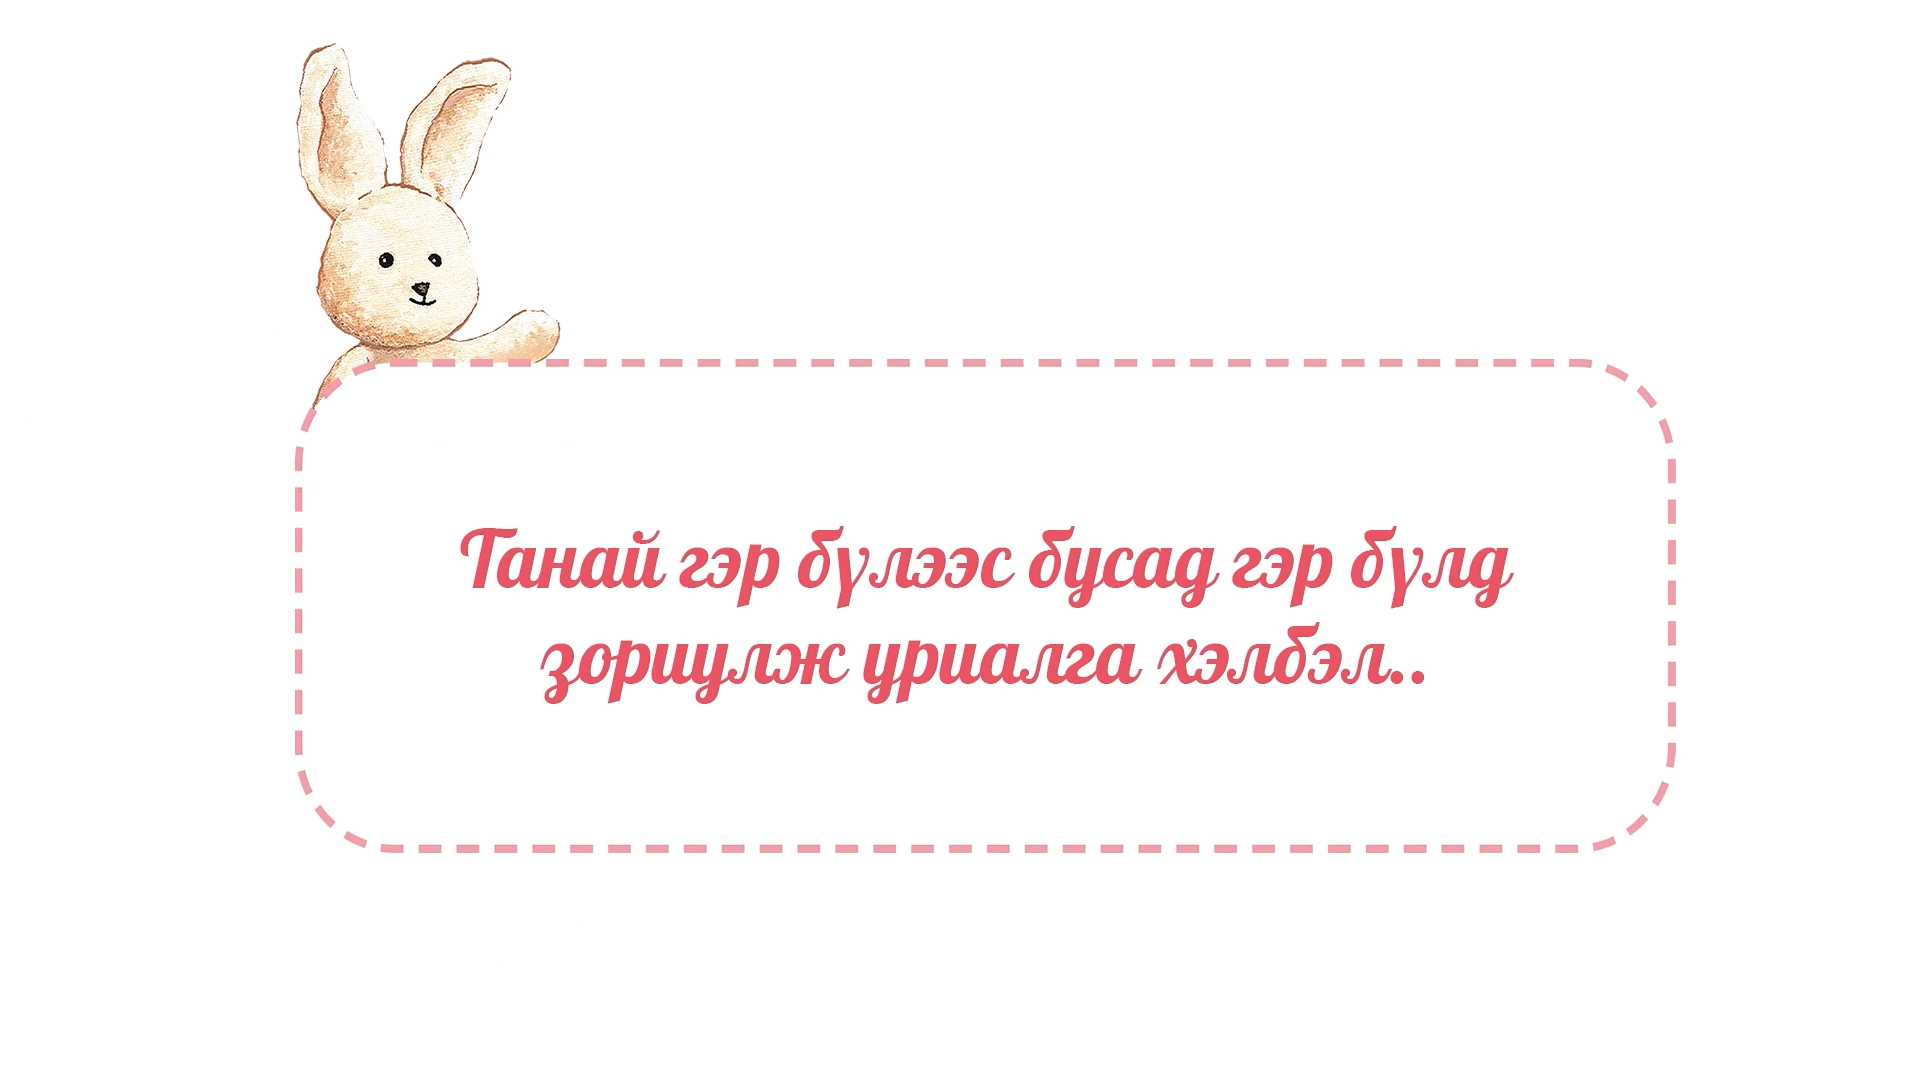 Танай гэр бүлээс бусад гэр бүлд
зориулж уриалга хэлбэл..